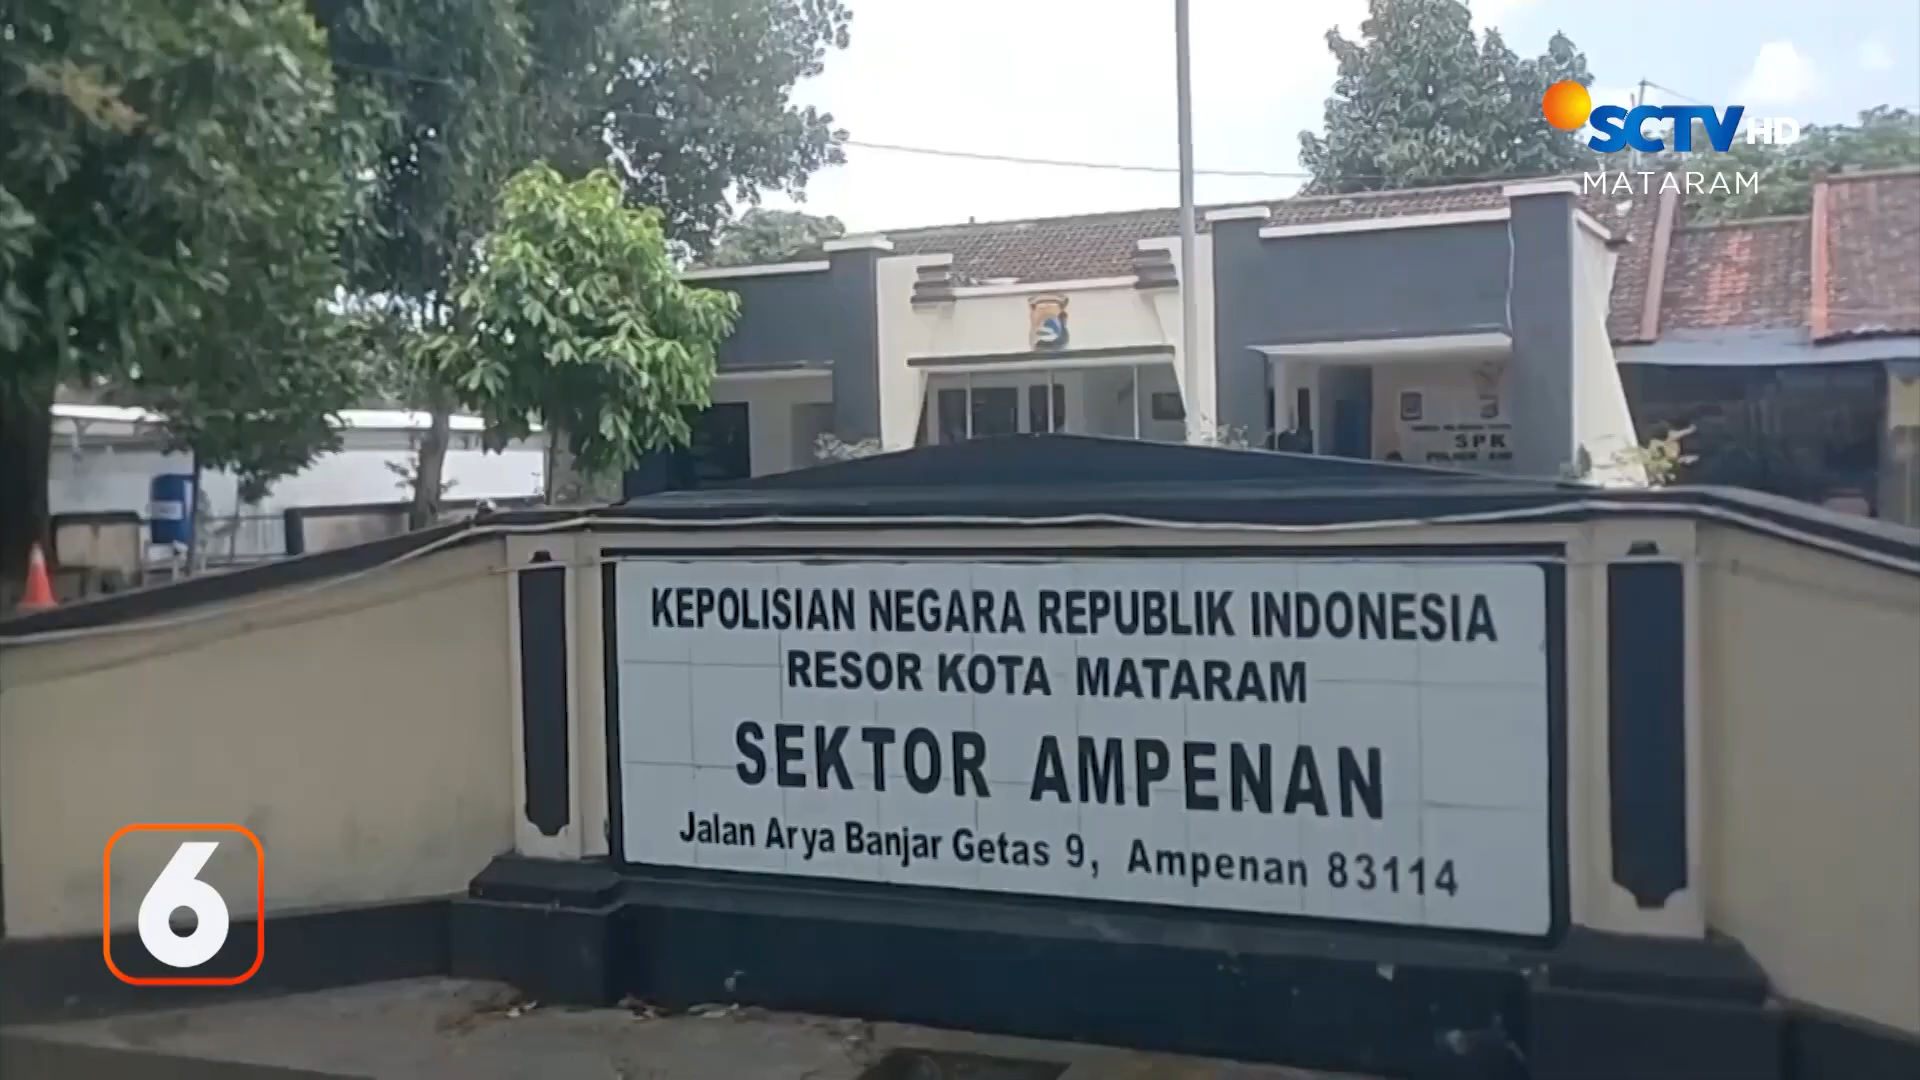 SCTV HD
MATARAM
SPK
KEPOLISIAN NEGARA REPUBLIK INDONESIA
RESOR KOTA MATARAM
SEKTOR AMPENAN
Jalan Arya Banjar Getas 9, Ampenan 83114
6